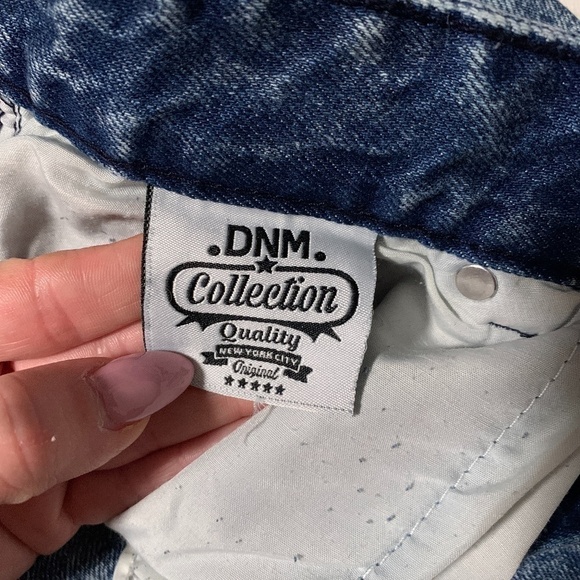 .DNM.
Collection
Quality
NEW YORK CITY
Original